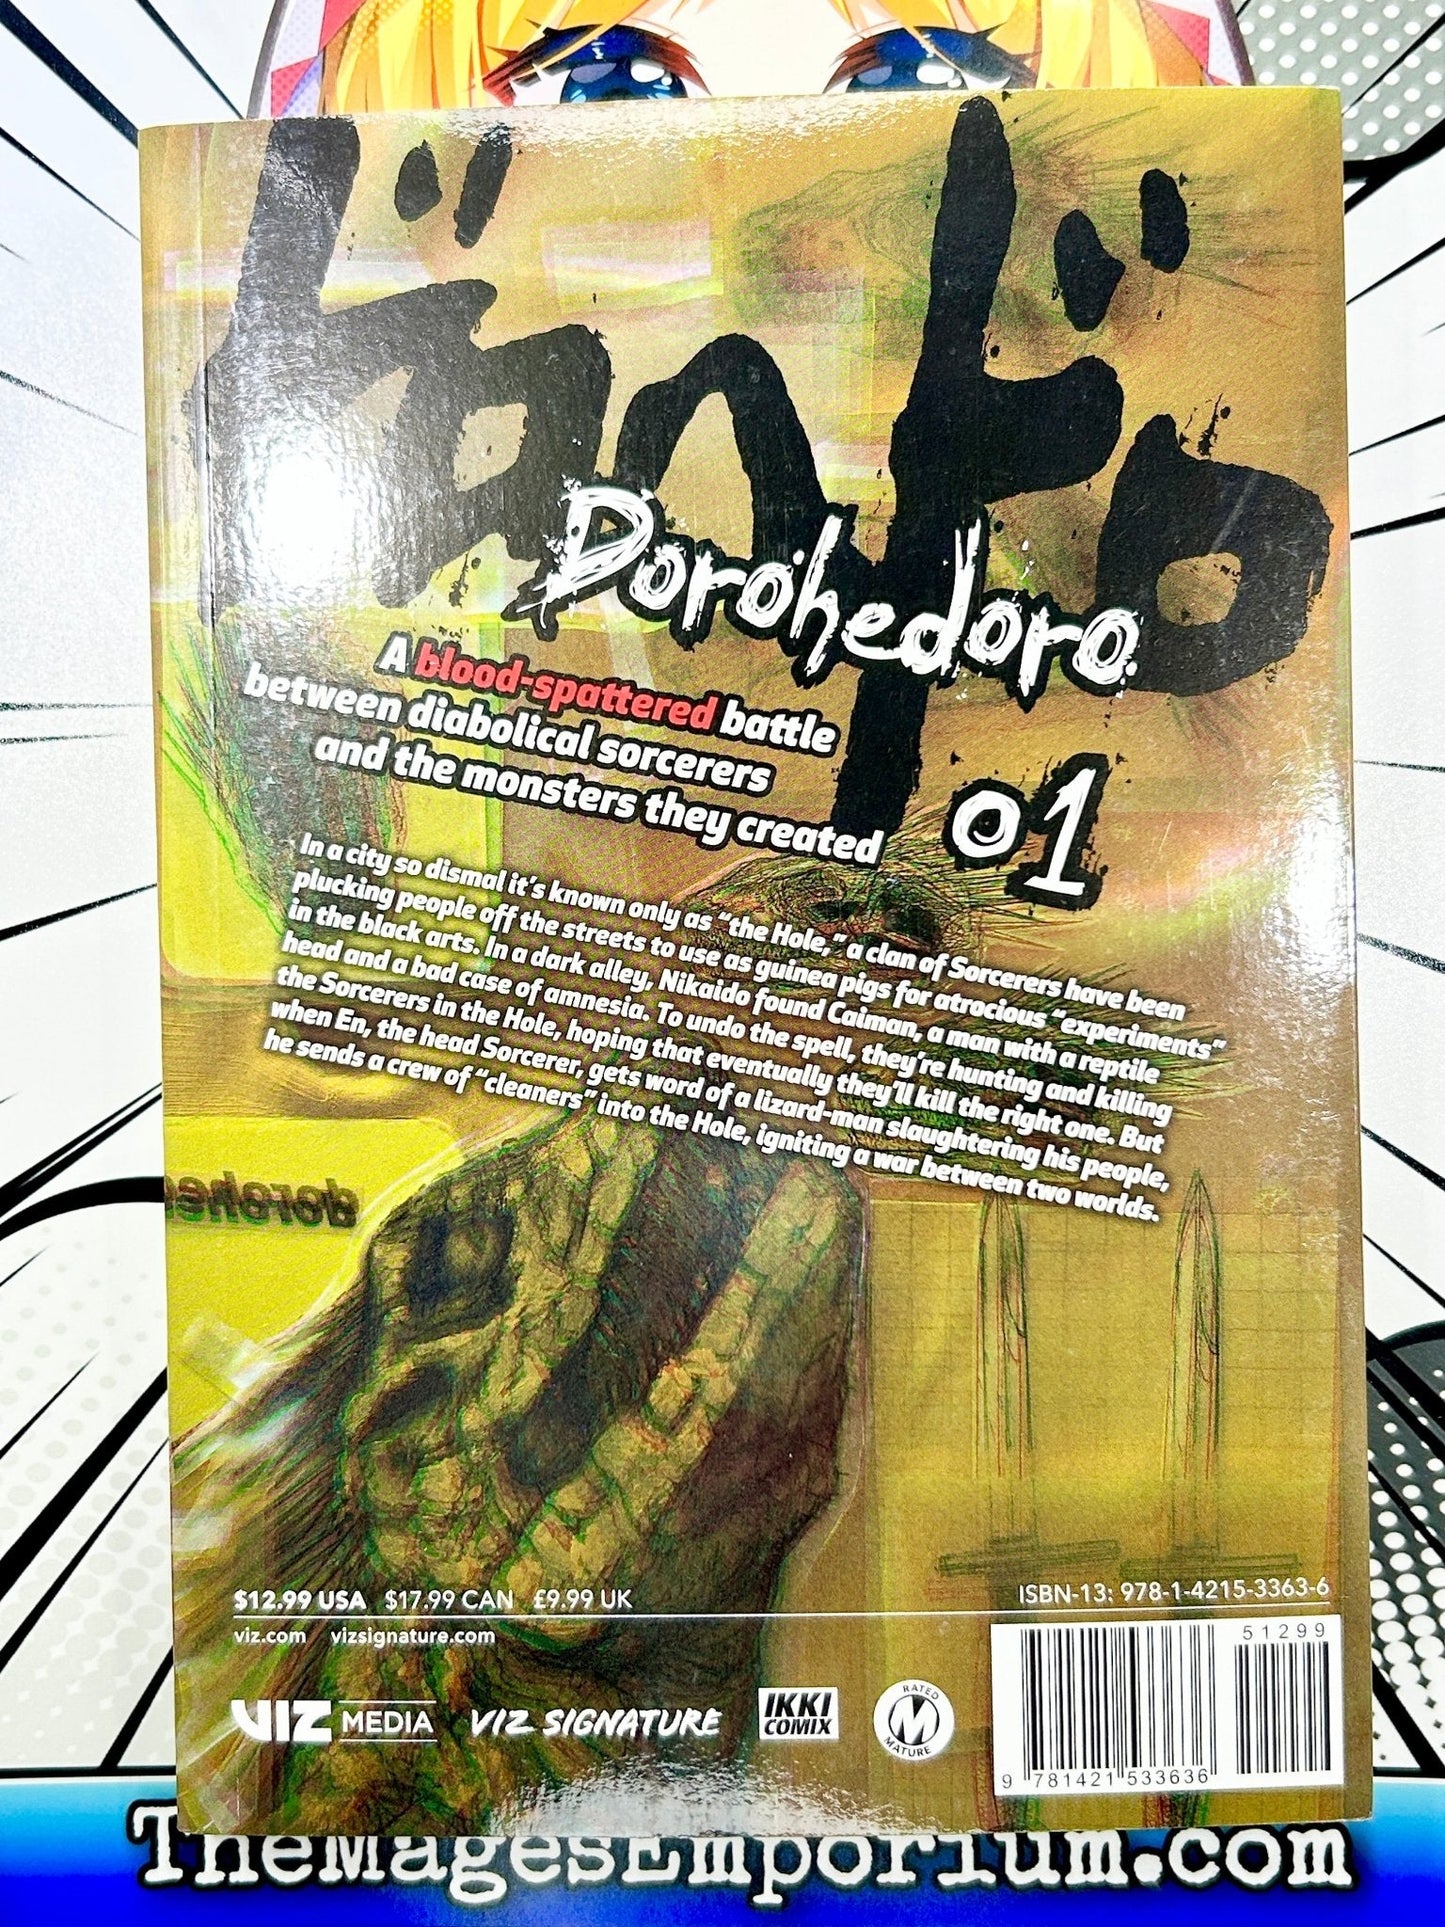 ドロヘドロ
Dorohedoro
01
A blood-spattered battle
between diabolical sorcerers
and the monsters they created
In a city so dismal it's known only as "the Hole," a clan of Sorcerers have been
plucking people off the streets to use as guinea pigs for atrocious "experiments"
in the black arts. In a dark alley, Nikaido found Caiman, a man with a reptile
head and a bad case of amnesia. To undo the spell, they're hunting and killing
the Sorcerers in the Hole, hoping that eventually they'll kill the right one. But
when En, the head Sorcerer, gets word of a lizard-man slaughtering his people,
he sends a crew of "cleaners" into the Hole, igniting a war between two worlds.
dorohe
$12.99 USA $17.99 CAN £9.99 UK
ISBN-13: 978-1-4215-3363-6
viz.com vizsignature.com
51299
VIZ MEDIA
VIZ SIGNATURE
IKKI
COMIX
RATED
M
MATURE
9 781421 533636
TheMagesEmporium.com